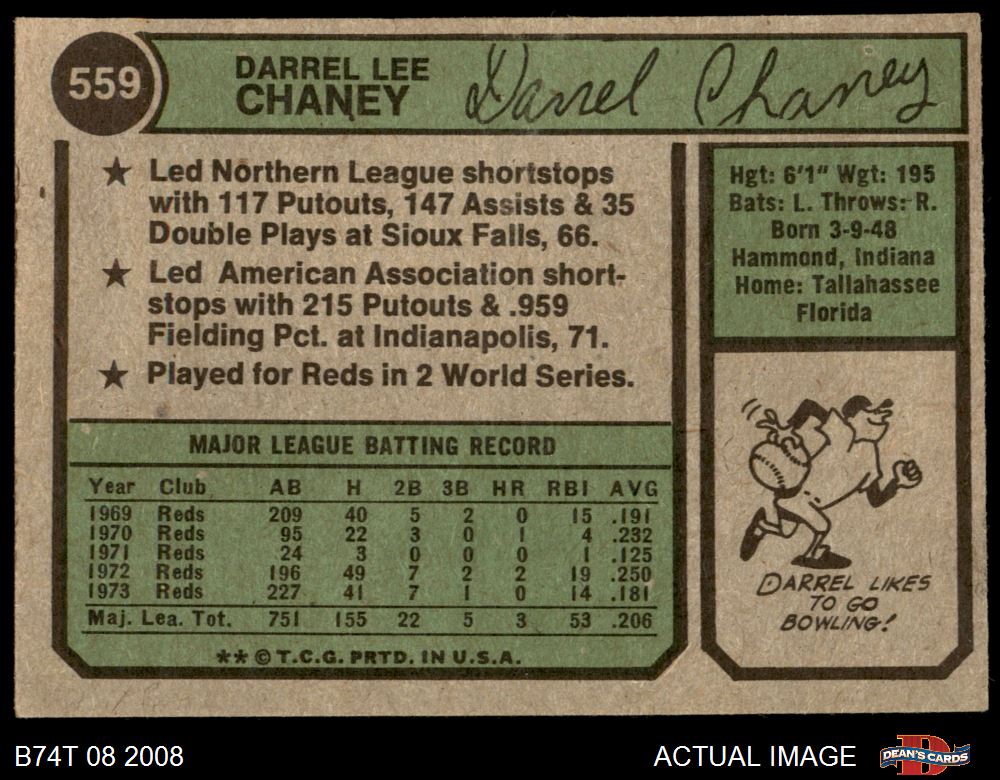 559
DARREL LEE
CHANEY
Darrel Chaney
★ Led Northern League shortstops
with 117 Putouts, 147 Assists & 35
Double Plays at Sioux Falls, 66.
★ Led American Association short-
stops with 215 Putouts & .959
Fielding Pct. at Indianapolis, 71.
★ Played for Reds in 2 World Series.
MAJOR LEAGUE BATTING RECORD
Year Club AB H 2B 3B HR RBI AVG
1969 Reds 209 40 5 2 0 15 .191
1970 Reds 95 22 3 0 1 4 .232
1971 Reds 24 3 0 0 0 1 .125
1972 Reds 196 49 7 2 2 19 .250
1973 Reds 227 41 7 1 0 14 .181
Maj. Lea. Tot. 751 155 22 5 3 53 .206
** © T.C.G. PRTD. IN U.S.A.
Hgt: 6'1" Wgt: 195
Bats: L. Throws: R.
Born 3-9-48
Hammond, Indiana
Home: Tallahassee
Florida
DARREL LIKES
TO GO
BOWLING!
B74T 08 2008
ACTUAL IMAGE
DEAN'S CARDS